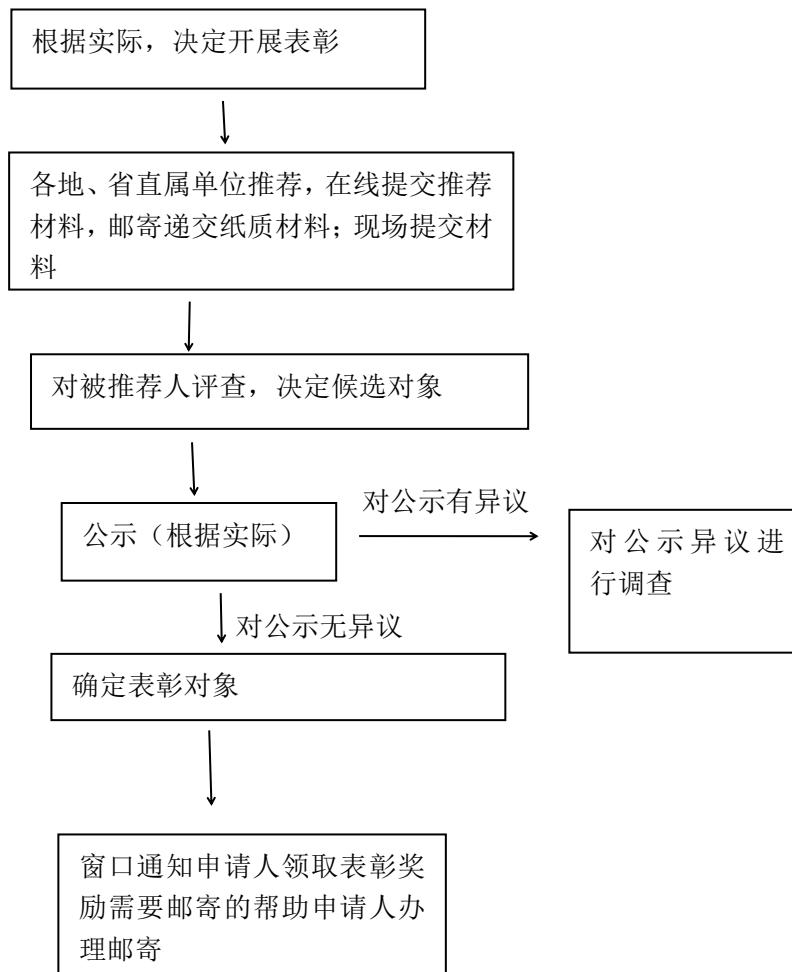 根据实际，决定开展表彰
各地、省直属单位推荐，在线提交推荐
材料，邮寄递交纸质材料；现场提交材
料
对被推荐人评查，决定候选对象
对公示有异议
公示（根据实际）
对公示异议进
行调查
对公示无异议
确定表彰对象
窗口通知申请人领取表彰奖
励需要邮寄的帮助申请人办
理邮寄